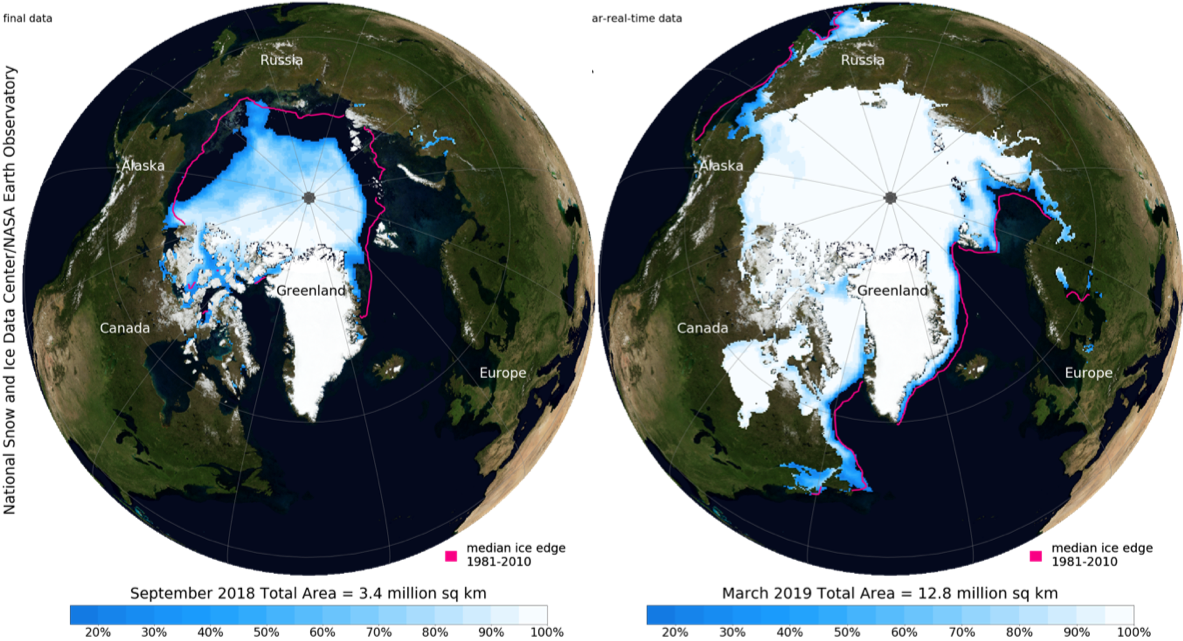 final data
ar-real-time data
National Snow and Ice Data Center/NASA Earth Observatory
Russia
Alaska
Greenland
Canada
Europe
median ice edge
1981-2010
September 2018 Total Area = 3.4 million sq km
20% 30% 40% 50% 60% 70% 80% 90% 100%
Russia
Alaska
Greenland
Canada
Europe
median ice edge
1981-2010
March 2019 Total Area = 12.8 million sq km
20% 30% 40% 50% 60% 70% 80% 90% 100%